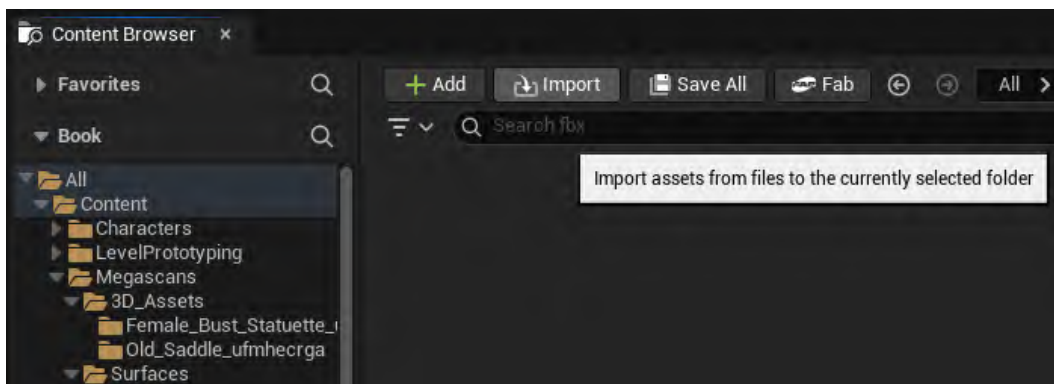 Content Browser
Favorites
+ Add Import Save All Fab All
Book
Search fbx
All
Import assets from files to the currently selected folder
Content
Characters
LevelPrototyping
Megascans
3D_Assets
Female_Bust_Statuette_
Old_Saddle_ufmhecrga
Surfaces